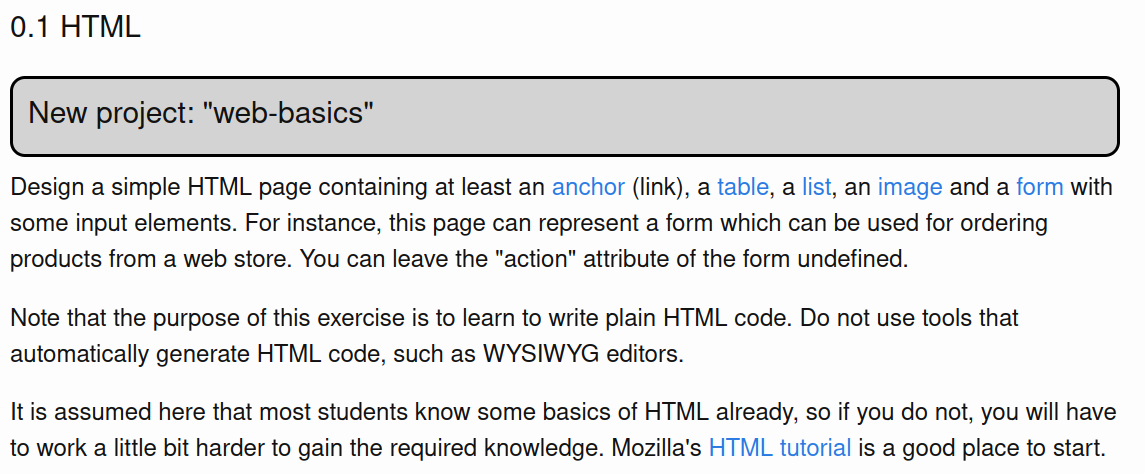 0.1 HTML
New project: "web-basics"
Design a simple HTML page containing at least an anchor (link), a table, a list, an image and a form with
some input elements. For instance, this page can represent a form which can be used for ordering
products from a web store. You can leave the "action" attribute of the form undefined.
Note that the purpose of this exercise is to learn to write plain HTML code. Do not use tools that
automatically generate HTML code, such as WYSIWYG editors.
It is assumed here that most students know some basics of HTML already, so if you do not, you will have
to work a little bit harder to gain the required knowledge. Mozilla's HTML tutorial is a good place to start.